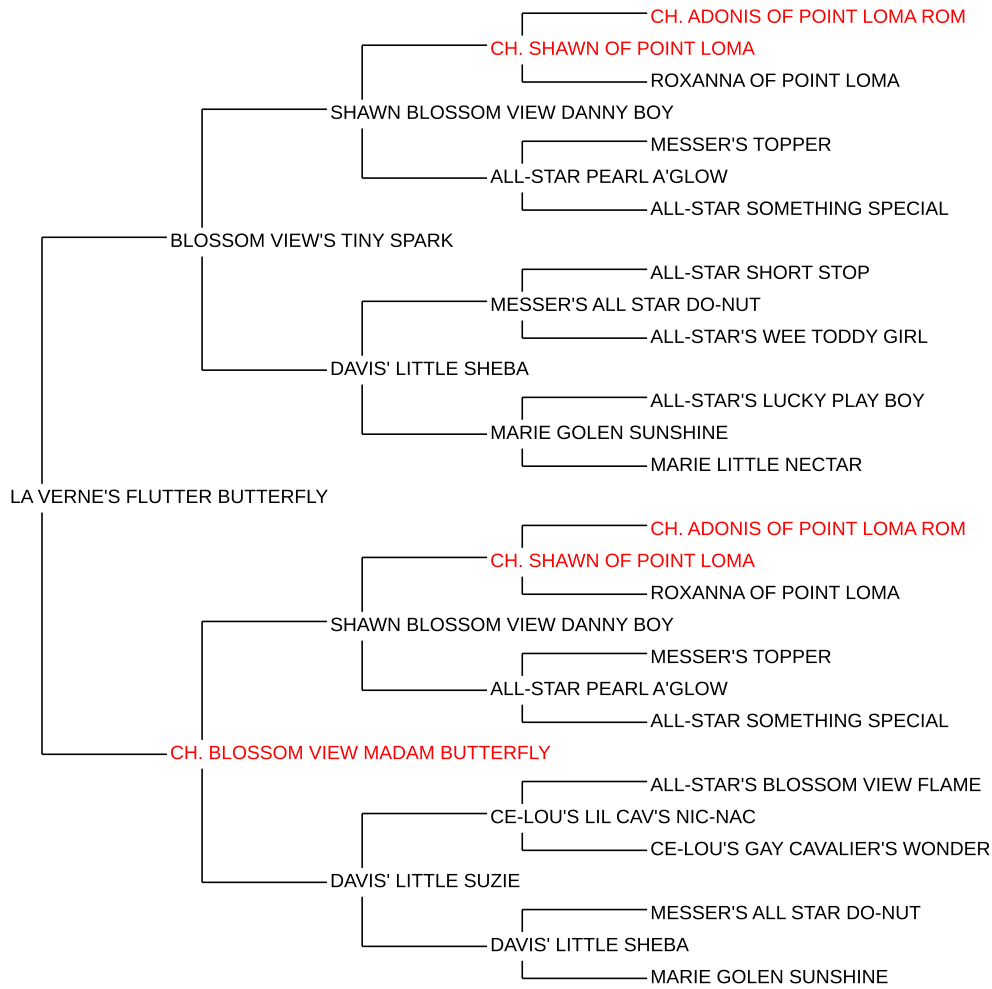 CH. ADONIS OF POINT LOMA ROM
CH. SHAWN OF POINT LOMA
ROXANNA OF POINT LOMA
SHAWN BLOSSOM VIEW DANNY BOY
MESSER'S TOPPER
ALL-STAR PEARL A'GLOW
ALL-STAR SOMETHING SPECIAL
BLOSSOM VIEW'S TINY SPARK
ALL-STAR SHORT STOP
MESSER'S ALL STAR DO-NUT
ALL-STAR'S WEE TODDY GIRL
DAVIS' LITTLE SHEBA
ALL-STAR'S LUCKY PLAY BOY
MARIE GOLEN SUNSHINE
MARIE LITTLE NECTAR
LA VERNE'S FLUTTER BUTTERFLY
CH. ADONIS OF POINT LOMA ROM
CH. SHAWN OF POINT LOMA
ROXANNA OF POINT LOMA
SHAWN BLOSSOM VIEW DANNY BOY
MESSER'S TOPPER
ALL-STAR PEARL A'GLOW
ALL-STAR SOMETHING SPECIAL
CH. BLOSSOM VIEW MADAM BUTTERFLY
ALL-STAR'S BLOSSOM VIEW FLAME
CE-LOU'S LIL CAV'S NIC-NAC
CE-LOU'S GAY CAVALIER'S WONDER
DAVIS' LITTLE SUZIE
MESSER'S ALL STAR DO-NUT
DAVIS' LITTLE SHEBA
MARIE GOLEN SUNSHINE